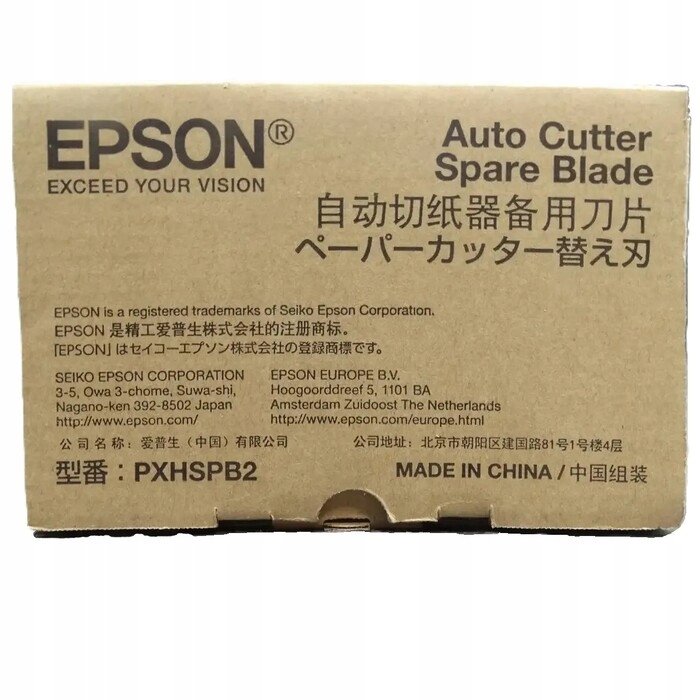 EPSON®
EXCEED YOUR VISION
Auto Cutter
Spare Blade
自动切纸器备用刀片
ペーパーカッター替え刃
EPSON is a registered trademarks of Seiko Epson Corporation.
EPSON 是精工爱普生株式会社的注册商标。
「EPSON」はセイコーエプソン株式会社の登録商標です。
SEIKO EPSON CORPORATION
3-5, Owa 3-chome, Suwa-shi,
Nagano-ken 392-8502 Japan
http://www.epson.com/
EPSON EUROPE B.V.
Hoogoorddreef 5, 1101 BA
Amsterdam Zuidoost The Netherlands
http://www.epson.com/europe.html
公司名称：爱普生（中国）有限公司
公司地址：北京市朝阳区建国路81号1号楼4层
型番：PXHSPB2
MADE IN CHINA / 中国组装